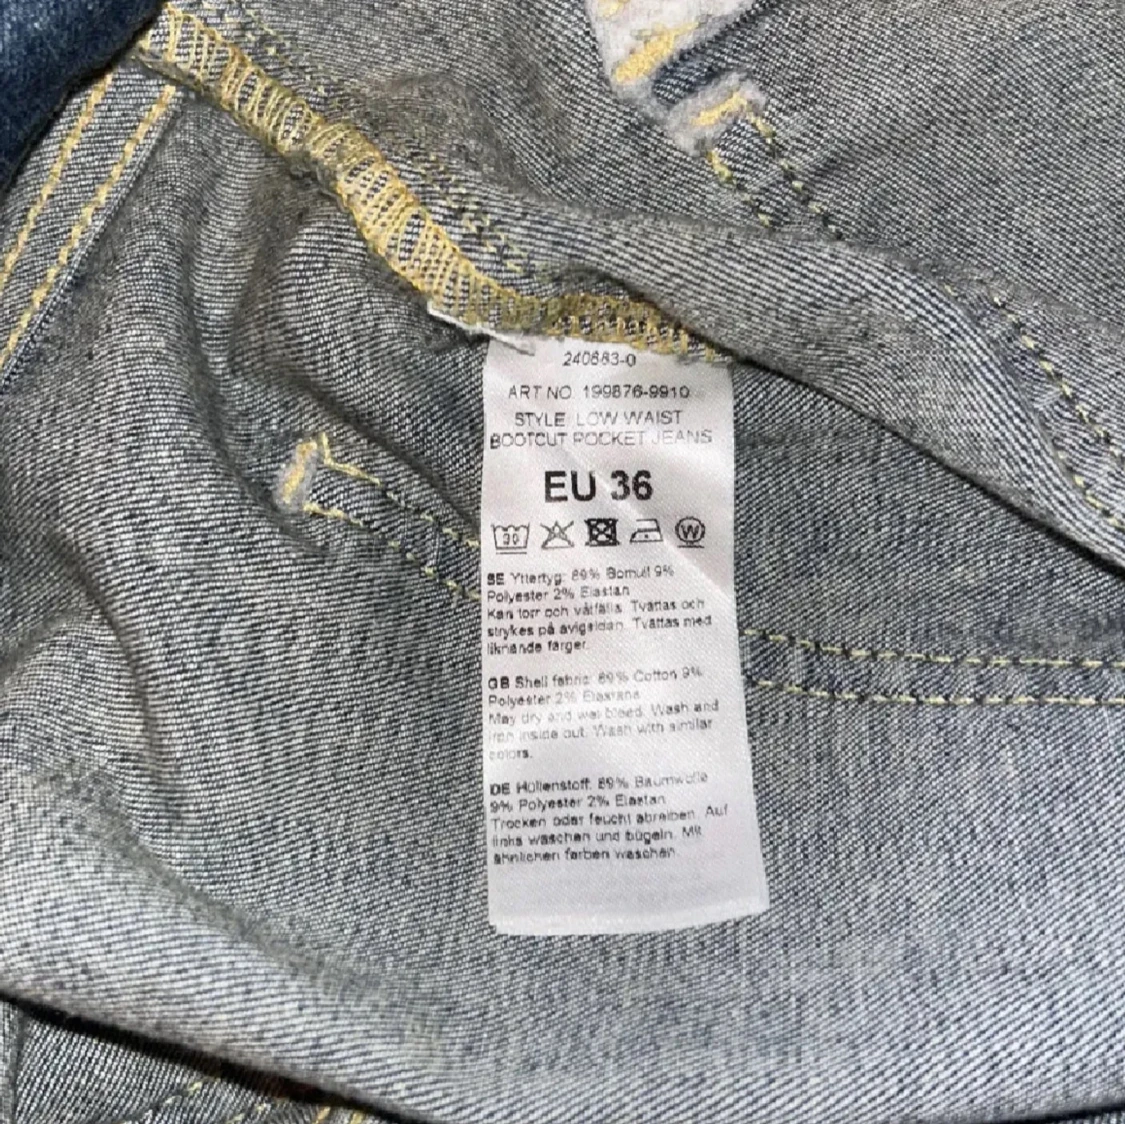 240663-0
ART NO. 199876-9910
STYLE: LOW WAIST
BOOTCUT POCKET JEANS
EU 36
30 W
SE Yttertyg: 89% Bomull 9%
Polyester 2% Elastan
Kan torr och våtfälla. Tvättas och
strykes på avigsidan. Tvättas med
liknande färger.
GB Shell fabric: 89% Cotton 9%
Polyester 2% Elastane
May dry and wet bleed. Wash and
iron inside out. Wash with similar
colors.
DE Hüllenstoff: 89% Baumwolle
9% Polyester 2% Elastan
Trocken oder feucht abreiben. Auf
links waschen und bügeln. Mit
ähnlichen farben waschen